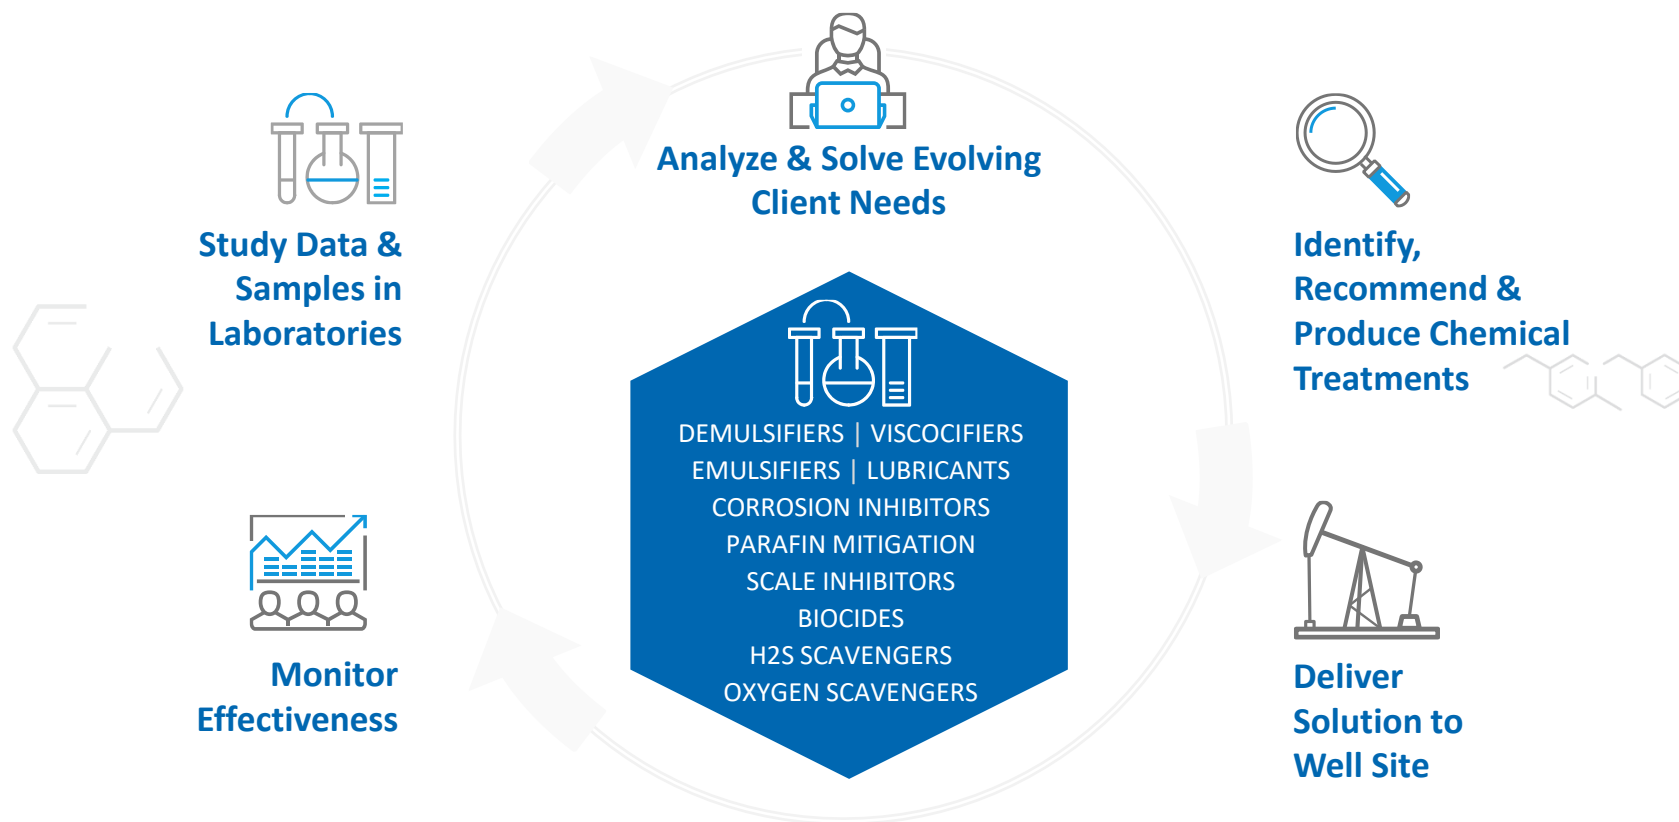 Analyze & Solve Evolving
Client Needs
Identify,
Recommend &
Produce Chemical
Treatments
Deliver
Solution to
Well Site
Monitor
Effectiveness
Study Data &
Samples in
Laboratories
DEMULSIFIERS | VISCOCIFIERS
EMULSIFIERS | LUBRICANTS
CORROSION INHIBITORS
PARAFIN MITIGATION
SCALE INHIBITORS
BIOCIDES
H2S SCAVENGERS
OXYGEN SCAVENGERS